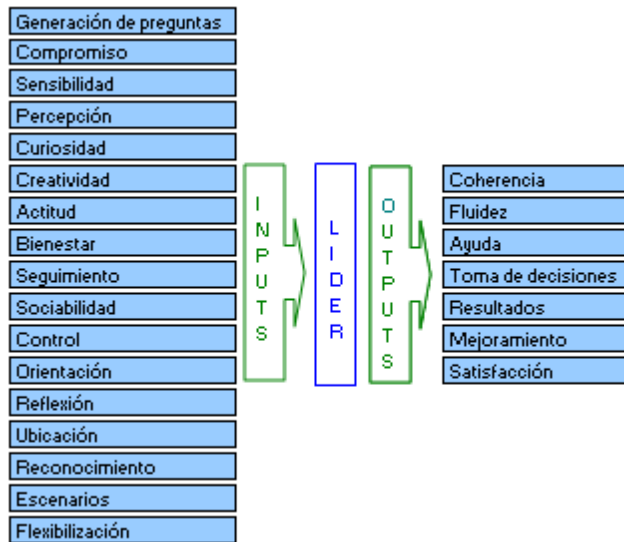 Generación de preguntas
Compromiso
Sensibilidad
Percepción
Curiosidad
Creatividad
Actitud
Bienestar
Seguimiento
Sociabilidad
Control
Orientación
Reflexión
Ubicación
Reconocimiento
Escenarios
Flexibilización
INPUTS
LIDER
OUTPUTS
Coherencia
Fluidez
Ayuda
Toma de decisiones
Resultados
Mejoramiento
Satisfacción